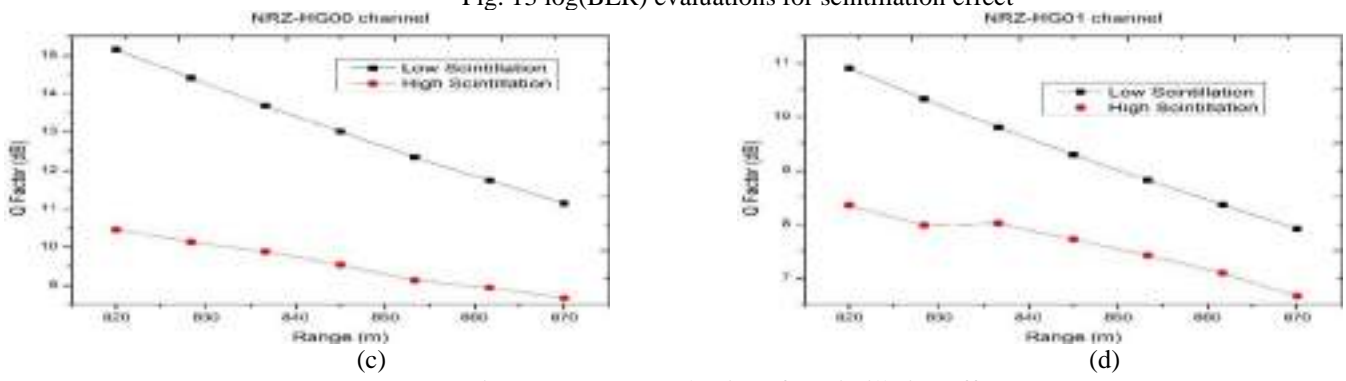 Fig. 13 log(BER) evaluations for scintillation effect
NRZ-HG00 channel
Low Scintillation
High Scintillation
15
14
13
12
11
10
9
Q Factor (dB)
820 830 840 850 860 870
Range (m)
(c)
NRZ-HG01 channel
Low Scintillation
High Scintillation
11
10
9
8
7
Q Factor (dB)
820 830 840 850 860 870
Range (m)
(d)